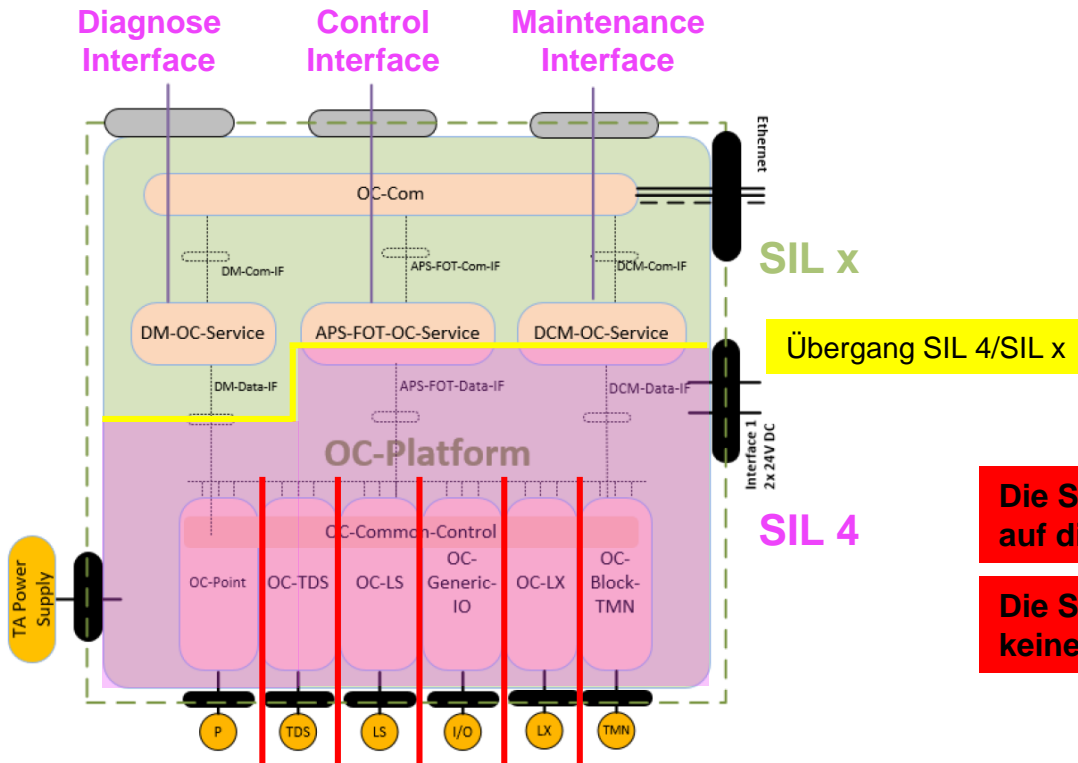 Diagnose
Interface
Control
Interface
Maintenance
Interface
Ethernet
OC-Com
DM-Com-IF
APS-FOT-Com-IF
DCM-Com-IF
SIL x
DM-OC-Service
APS-FOT-OC-Service
DCM-OC-Service
Übergang SIL 4/SIL x
DM-Data-IF
APS-FOT-Data-IF
DCM-Data-IF
Interface 1
2 x 24V DC
OC-Platform
Die S
auf di
SIL 4
OC-Common-Control
OC-Point
OC-TDS
OC-LS
OC-
Generic-
IO
OC-LX
OC-
Block-
TMN
Die S
keine
TA Power
Supply
P
TDS
LS
I/O
LX
TMN